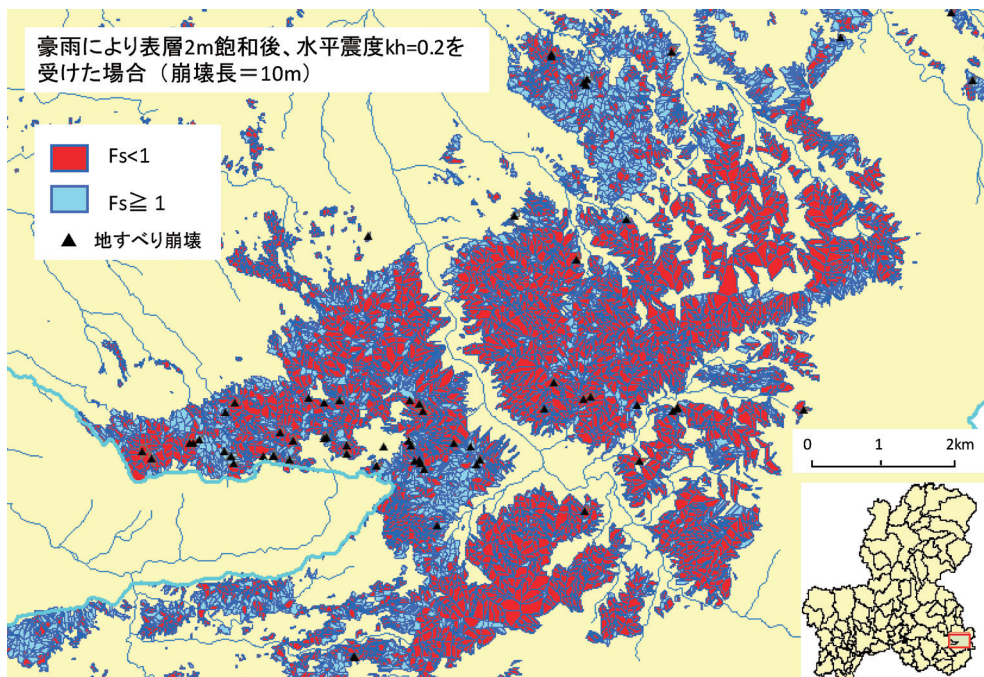 豪雨により表層2m飽和後、水平震度kh=0.2を
受けた場合 (崩壊長=10m)
Fs<1
Fs≧ 1
地すべり崩壊
0 1 2km